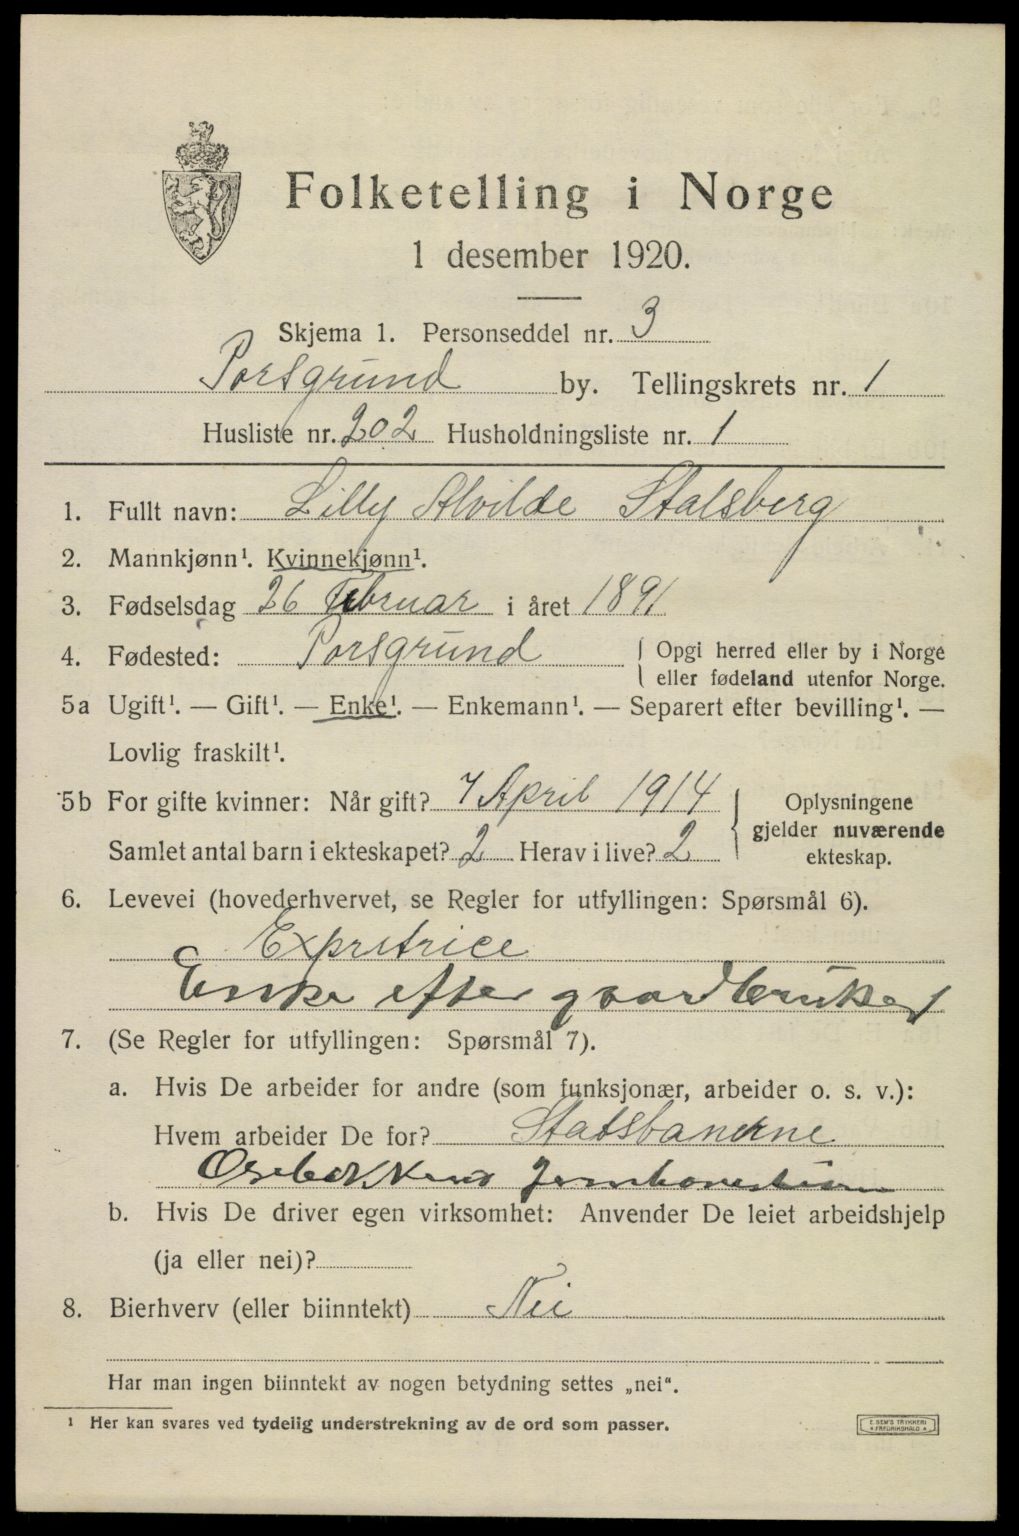 Folketelling i Norge
1 desember 1920.
Skjema 1. Personseddel nr. 3
Porsgrund by. Tellingskrets nr. 1
Husliste nr. 202 Husholdningsliste nr. 1
1. Fullt navn: Lilly Alvilde Stalsberg
2. Mannkjønn¹. Kvinnekjønn¹.
3. Fødselsdag 26 Februar i året 1891
4. Fødested: Porsgrund { Opgi herred eller by i Norge
eller fødeland utenfor Norge.
5a Ugift¹. — Gift¹. — Enke¹. — Enkemann¹. — Separert efter bevilling¹. —
Lovlig fraskilt¹.
5b For gifte kvinner: Når gift? 7 April 1914
Samlet antal barn i ekteskapet? 2 Herav i live? 2
} Oplysningene
gjelder nuværende
ekteskap.
6. Levevei (hovederhvervet, se Regler for utfyllingen: Spørsmål 6).
Expretrice
Enke efter gaardbruker
7. (Se Regler for utfyllingen: Spørsmål 7).
a. Hvis De arbeider for andre (som funksjonær, arbeider o. s. v.):
Hvem arbeider De for? Statsbanerne
b. Hvis De driver egen virksomhet: Anvender De leiet arbeidshjelp
(ja eller nei)?
8. Bierhverv (eller biinntekt) Nei
Har man ingen biinntekt av nogen betydning settes „nei“.
¹ Her kan svares ved tydelig understrekning av de ord som passer.
E. SEM'S TRYKKERI
* FREDRIKSHALD *